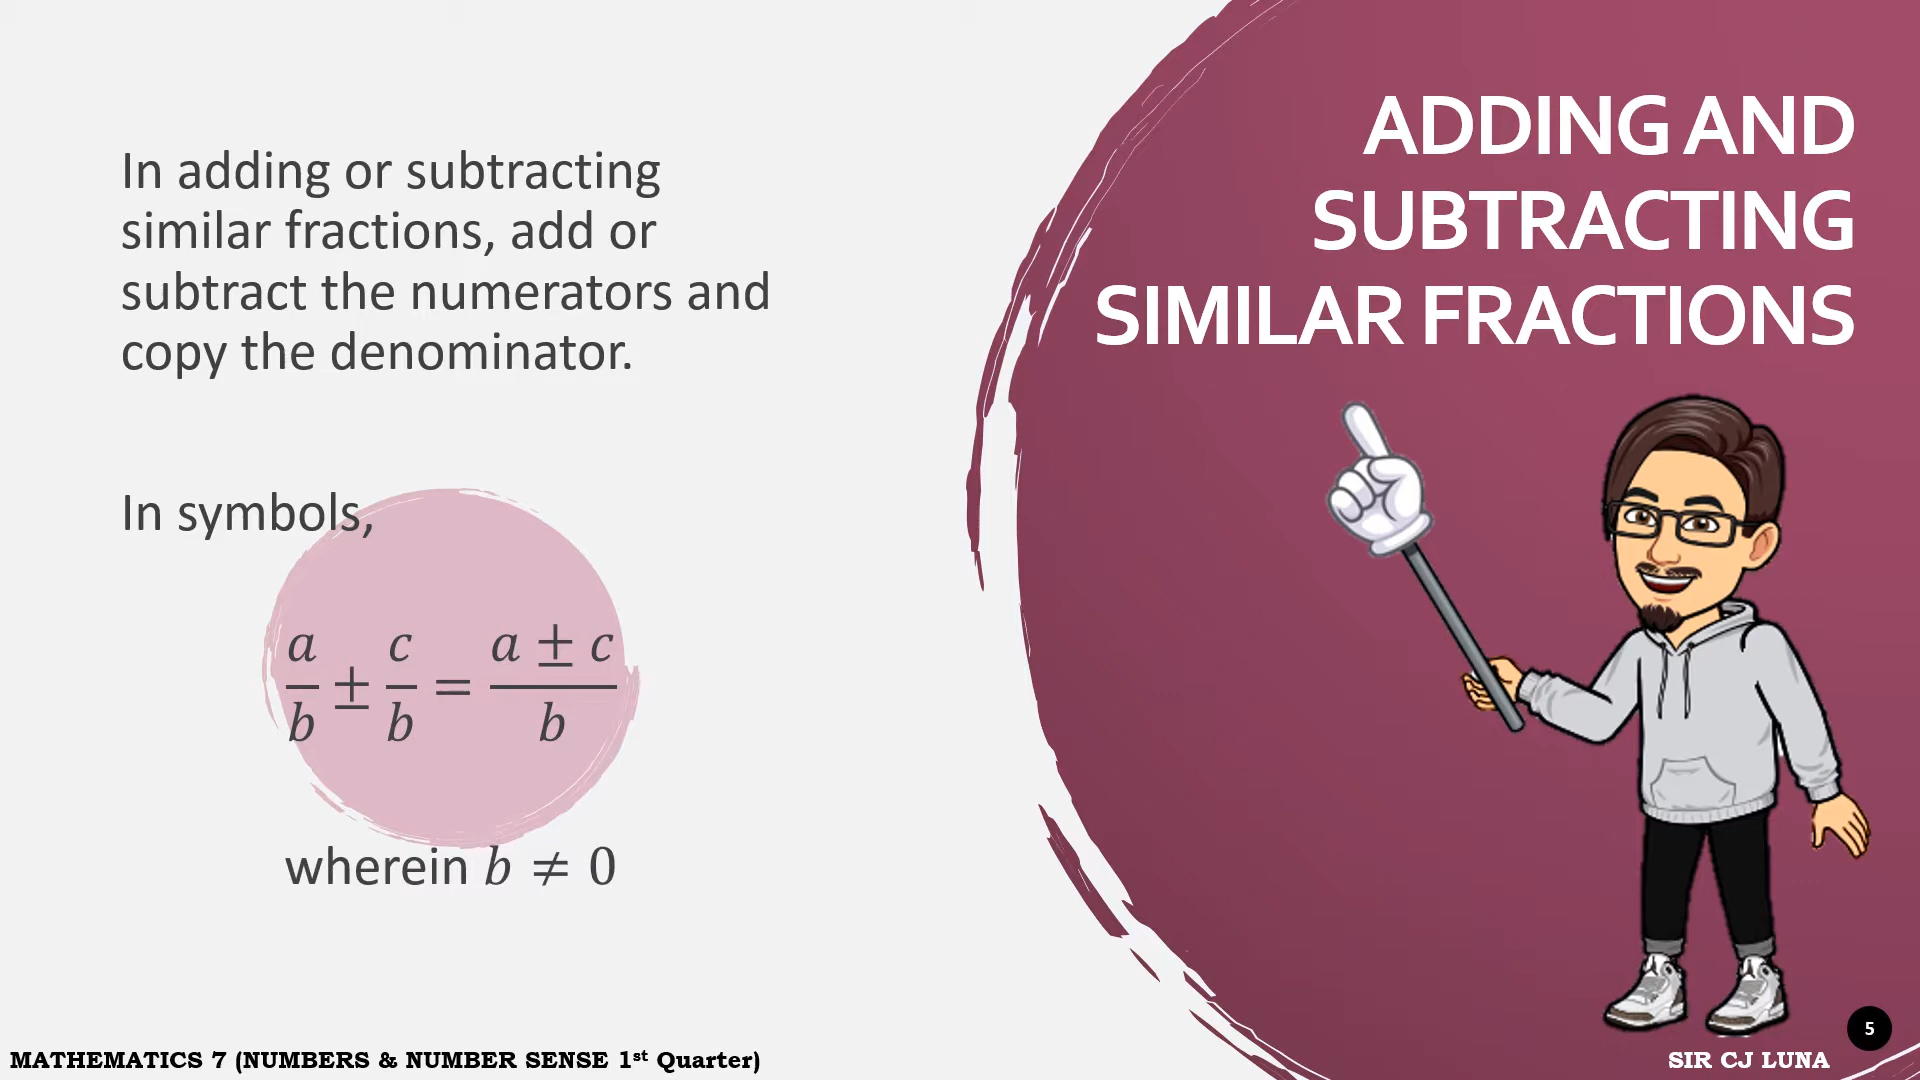 ADDING AND
SUBTRACTING
SIMILAR FRACTIONS
In adding or subtracting
similar fractions, add or
subtract the numerators and
copy the denominator.
In symbols,
a/b ± c/b = (a ± c)/b
wherein b ≠ 0
5
MATHEMATICS 7 (NUMBERS & NUMBER SENSE 1st Quarter)
SIR CJ LUNA